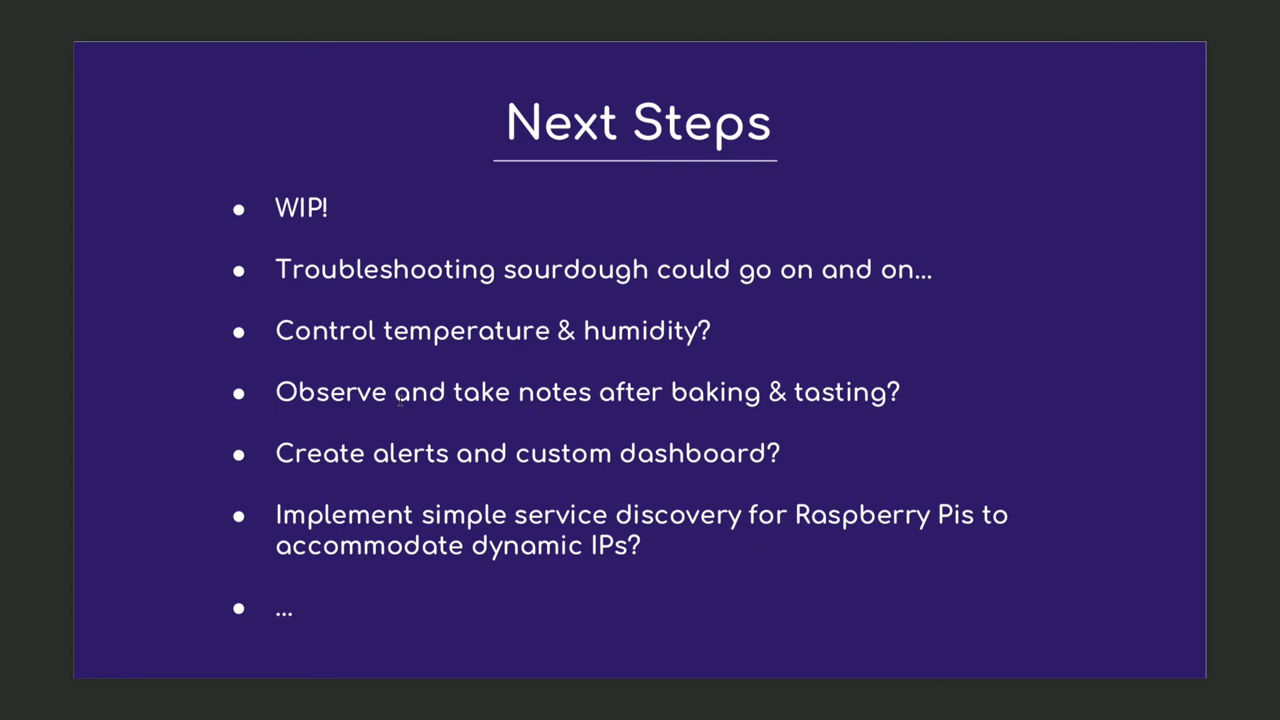 Next Steps
● WIP!
● Troubleshooting sourdough could go on and on...
● Control temperature & humidity?
● Observe and take notes after baking & tasting?
● Create alerts and custom dashboard?
● Implement simple service discovery for Raspberry Pis to
accommodate dynamic IPs?
● ...